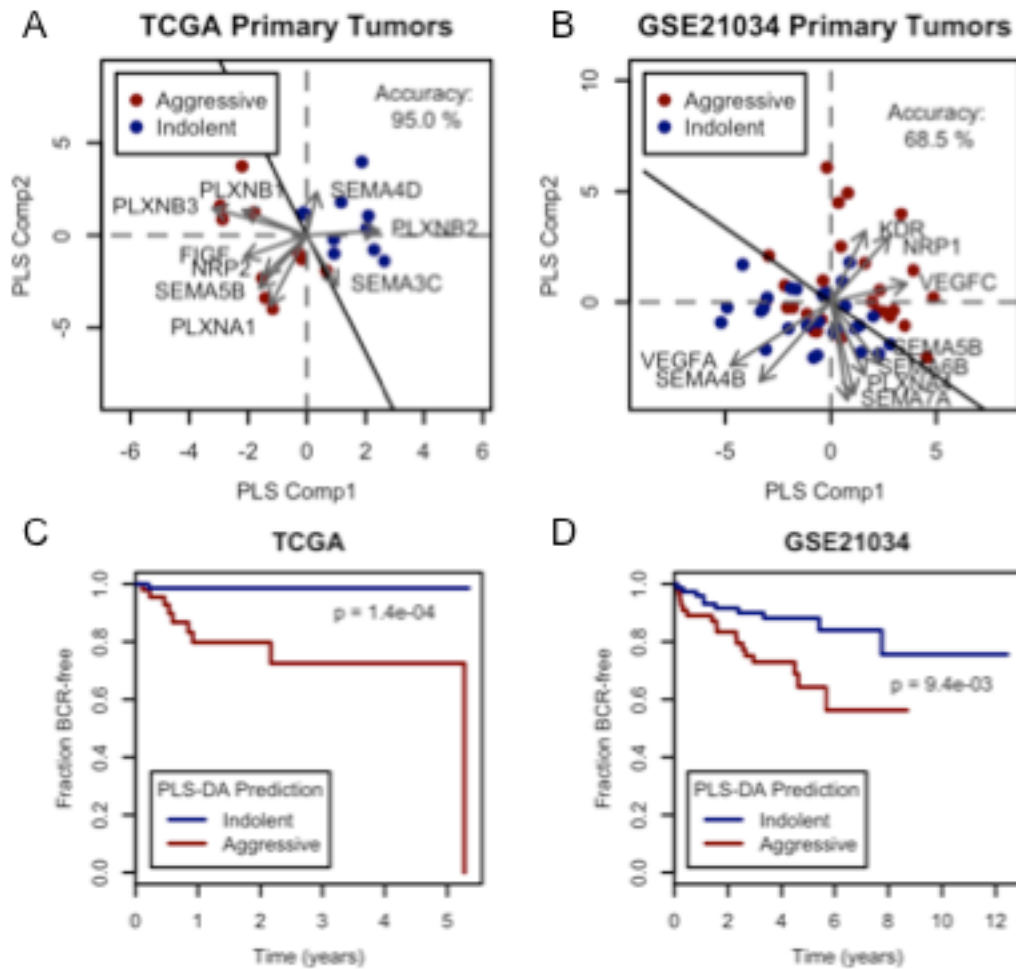 A
TCGA Primary Tumors
Aggressive
Indolent
Accuracy:
95.0 %
PLXNB1
SEMA4D
PLXNB3
PLXNB2
FIGF
NRP2
SEMA5B
SEMA3C
PLXNA1
PLS Comp2
5
0
-5
-6
-4
-2
0
2
4
6
PLS Comp1
B
GSE21034 Primary Tumors
Aggressive
Indolent
Accuracy:
68.5 %
KDR
NRP1
VEGFC
SEMA5B
VEGFA
SEMA6B
SEMA4B
SEMA7A
PLS Comp2
10
5
0
-5
0
5
PLS Comp1
C
TCGA
p = 1.4e-04
PLS-DA Prediction
Indolent
Aggressive
Fraction BCR-free
1.0
0.8
0.6
0.4
0.2
0.0
0
1
2
3
4
5
Time (years)
D
GSE21034
p = 9.4e-03
PLS-DA Prediction
Indolent
Aggressive
Fraction BCR-free
1.0
0.8
0.6
0.4
0.2
0.0
0
2
4
6
8
10
12
Time (years)